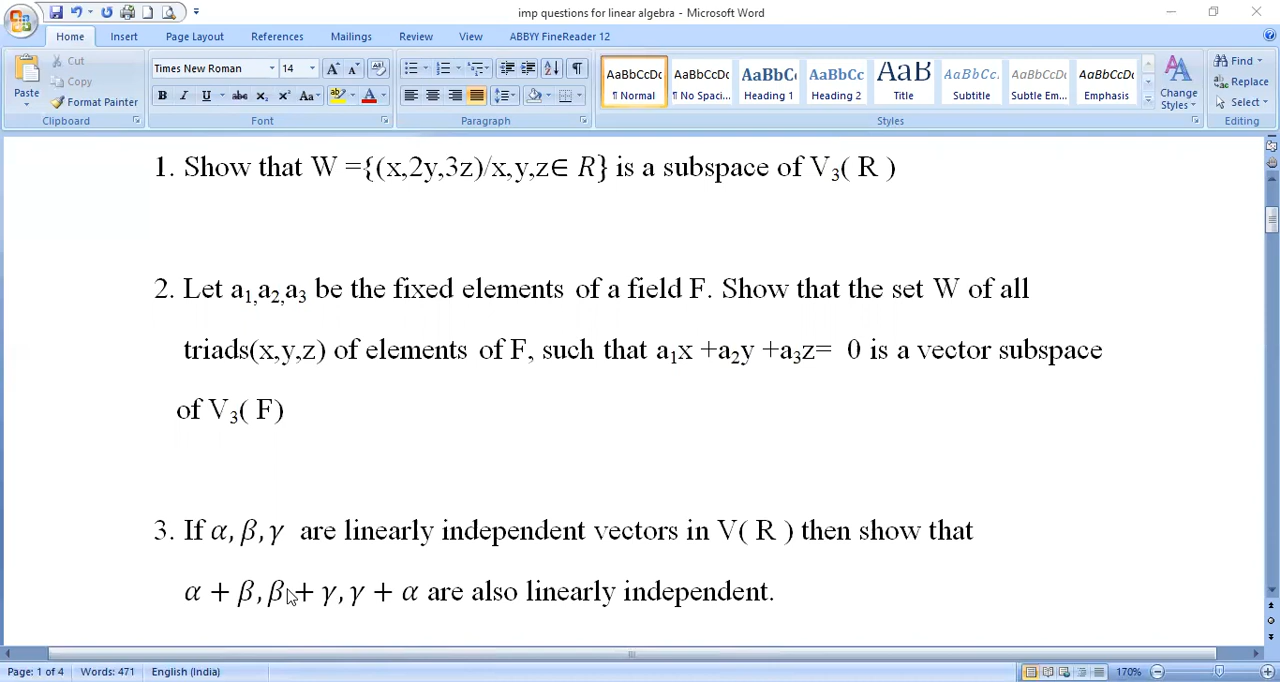 imp questions for linear algebra - Microsoft Word
Home Insert Page Layout References Mailings Review View ABBYY FineReader 12
Paste
Cut
Copy
Format Painter
Clipboard
Times New Roman 14
B I U abc x₂ x² Aa
Font
Paragraph
AaBbCcDc AaBbCcDc AaBbC( AaBbCc AaB AaBbCc. AaBbCcDc AaBbCcDc
¶ Normal ¶ No Spaci... Heading 1 Heading 2 Title Subtitle Subtle Em... Emphasis
Change Styles
Styles
Find
Replace
Select
Editing
1. Show that W ={(x,2y,3z)/x,y,z∈ R} is a subspace of V₃( R )
2. Let a₁,a₂,a₃ be the fixed elements of a field F. Show that the set W of all
triads(x,y,z) of elements of F, such that a₁x +a₂y +a₃z= 0 is a vector subspace
of V₃( F)
3. If α, β, γ are linearly independent vectors in V( R ) then show that
α + β, β + γ, γ + α are also linearly independent.
Page: 1 of 4 Words: 471 English (India) 170%